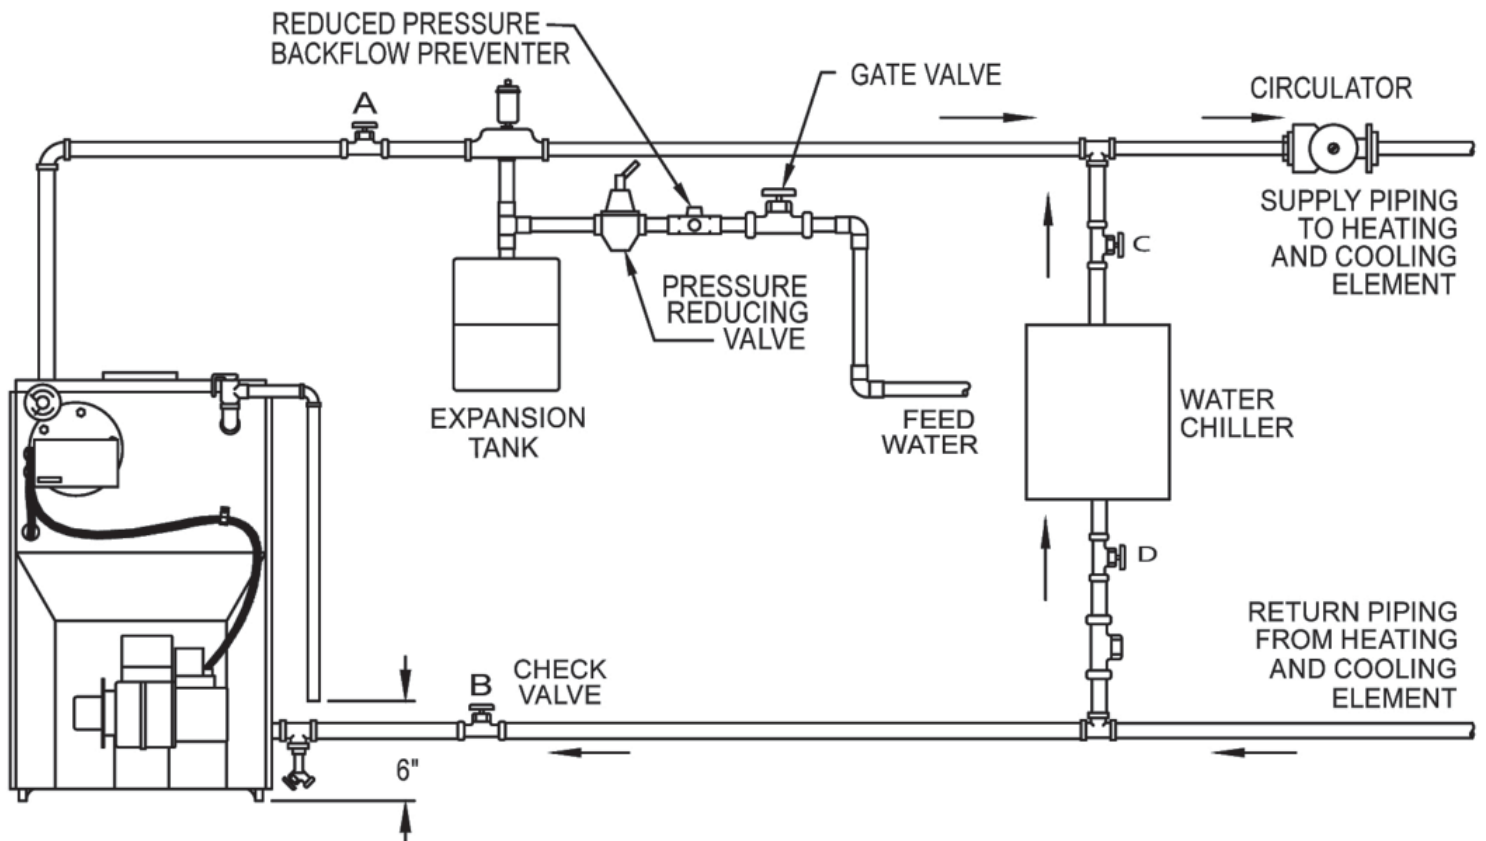 REDUCED PRESSURE
BACKFLOW PREVENTER
GATE VALVE
CIRCULATOR
A
SUPPLY PIPING
TO HEATING
AND COOLING
ELEMENT
C
PRESSURE
REDUCING
VALVE
EXPANSION
TANK
FEED
WATER
WATER
CHILLER
D
RETURN PIPING
FROM HEATING
AND COOLING
ELEMENT
CHECK
VALVE
B
6"